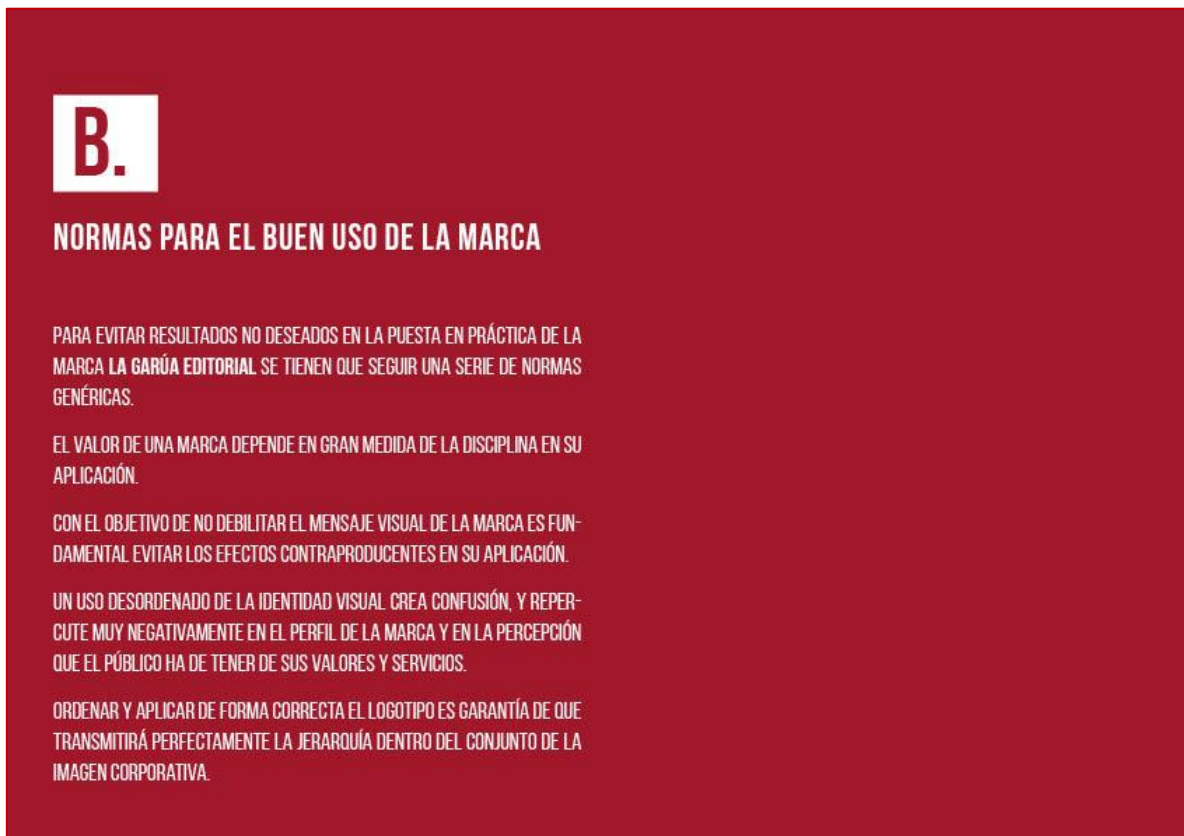 B.
NORMAS PARA EL BUEN USO DE LA MARCA
PARA EVITAR RESULTADOS NO DESEADOS EN LA PUESTA EN PRÁCTICA DE LA
MARCA LA GARÚA EDITORIAL SE TIENEN QUE SEGUIR UNA SERIE DE NORMAS
GENÉRICAS.
EL VALOR DE UNA MARCA DEPENDE EN GRAN MEDIDA DE LA DISCIPLINA EN SU
APLICACIÓN.
CON EL OBJETIVO DE NO DEBILITAR EL MENSAJE VISUAL DE LA MARCA ES FUN-
DAMENTAL EVITAR LOS EFECTOS CONTRAPRODUCENTES EN SU APLICACIÓN.
UN USO DESORDENADO DE LA IDENTIDAD VISUAL CREA CONFUSIÓN, Y REPER-
CUTE MUY NEGATIVAMENTE EN EL PERFIL DE LA MARCA Y EN LA PERCEPCIÓN
QUE EL PÚBLICO HA DE TENER DE SUS VALORES Y SERVICIOS.
ORDENAR Y APLICAR DE FORMA CORRECTA EL LOGOTIPO ES GARANTÍA DE QUE
TRANSMITIRÁ PERFECTAMENTE LA JERARQUÍA DENTRO DEL CONJUNTO DE LA
IMAGEN CORPORATIVA.